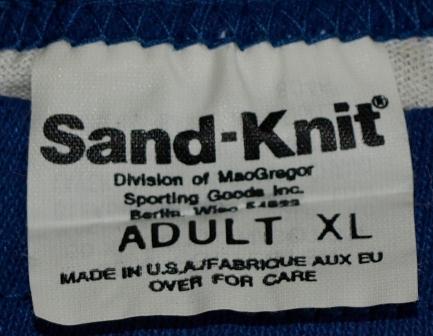 Sand-Knit®
Division of MacGregor
Sporting Goods Inc.
Berlin, Wisc 54923
ADULT XL
MADE IN U.S.A./FABRIQUE AUX EU
OVER FOR CARE